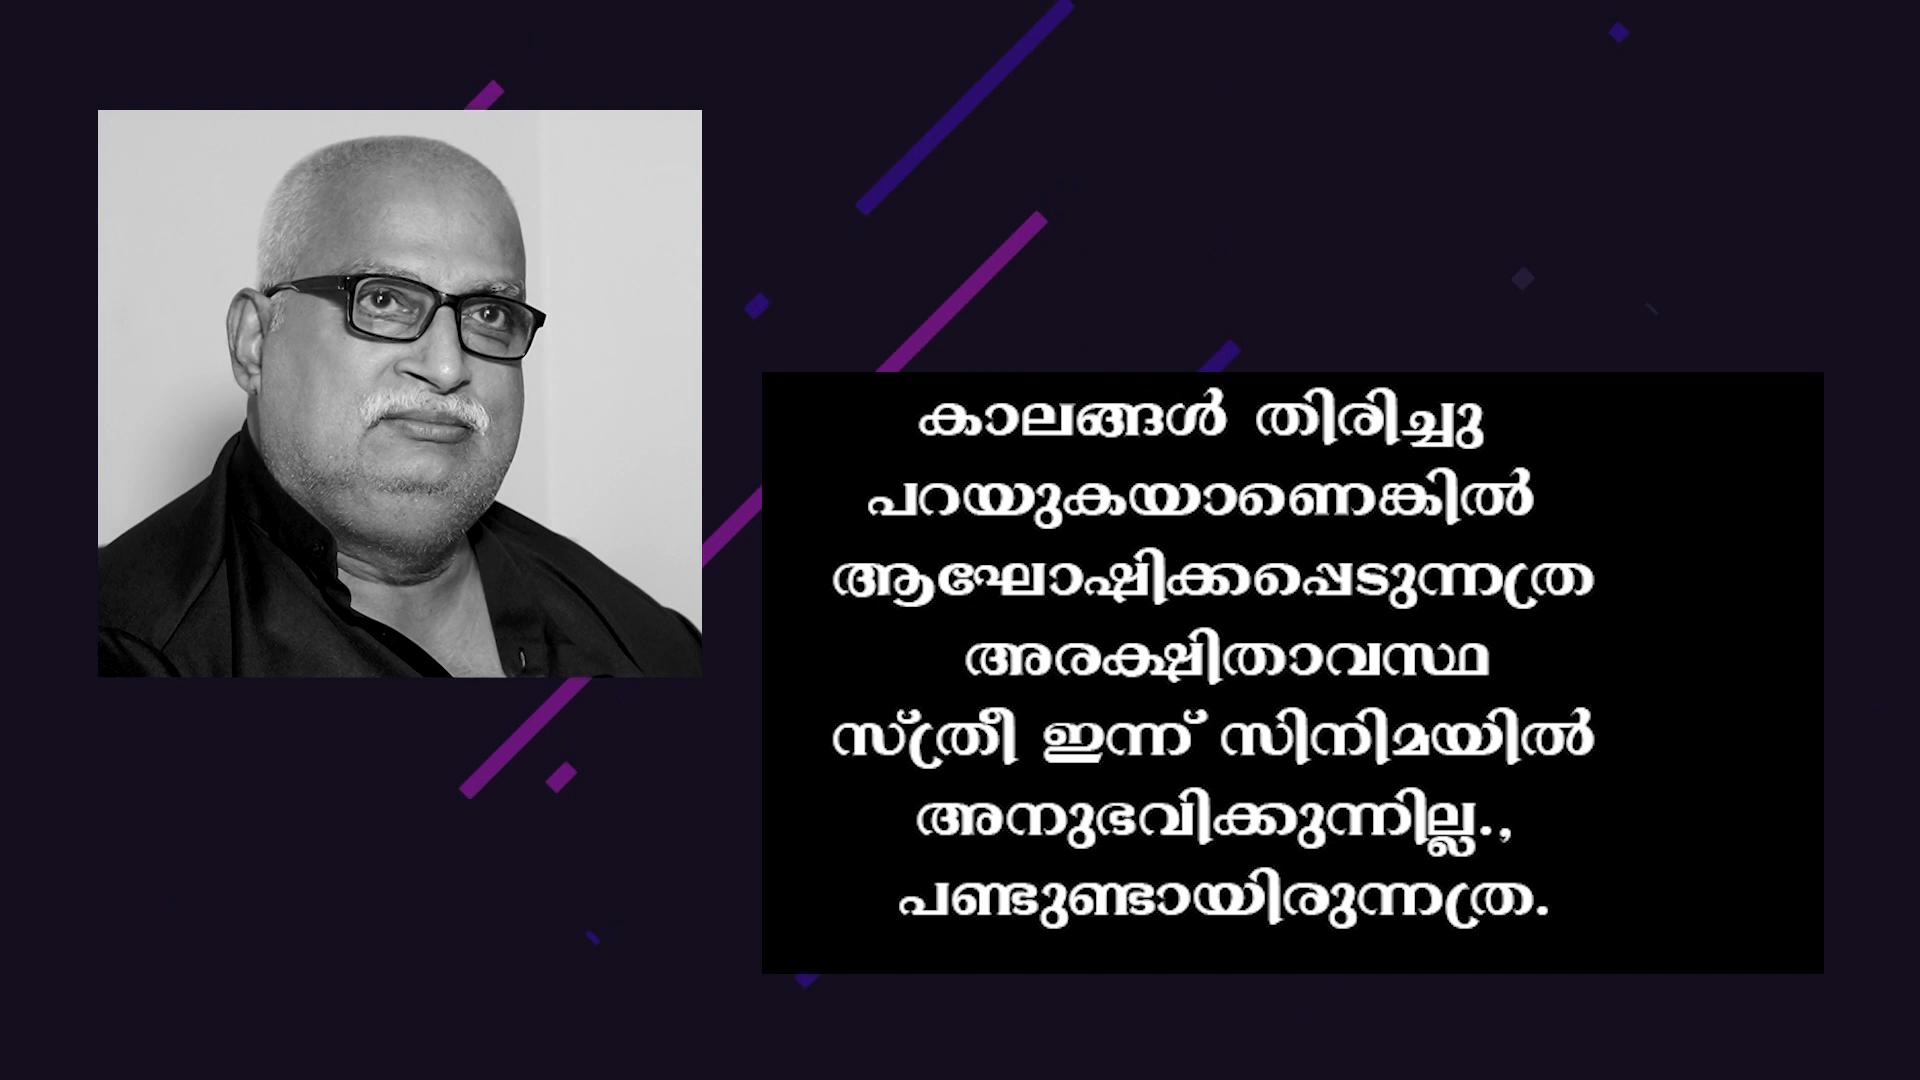 കാലങ്ങൾ തിരിച്ചു
പറയുകയാണെങ്കിൽ
ആഘോഷിക്കപ്പെടുന്നത്ര
അരക്ഷിതാവസ്ഥ
സ്ത്രീ ഇന്ന് സിനിമയിൽ
അനുഭവിക്കുന്നില്ല.,
പണ്ടുണ്ടായിരുന്നത്ര.